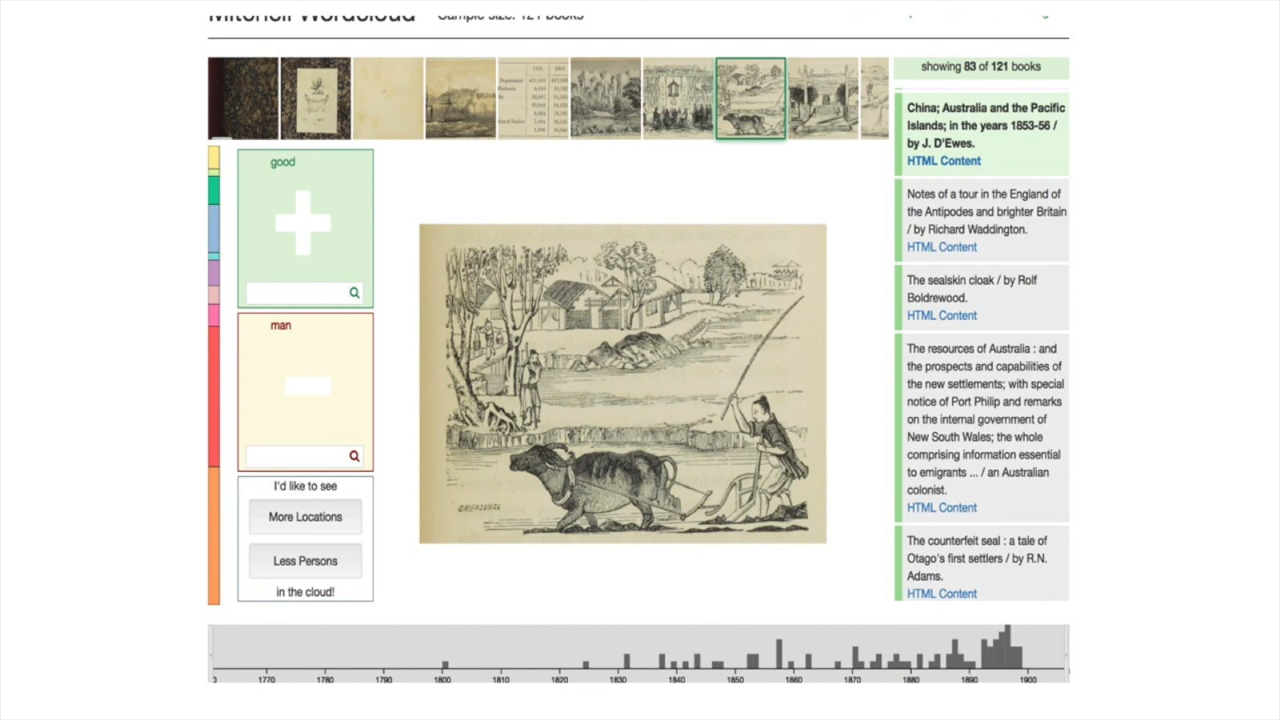 Mitchell Wordcloud Sample size: 121 books
showing 83 of 121 books
China; Australia and the Pacific
Islands; in the years 1853-56 /
by J. D'Ewes.
HTML Content
Notes of a tour in the England of
the Antipodes and brighter Britain
/ by Richard Waddington.
HTML Content
The sealskin cloak / by Rolf
Boldrewood.
HTML Content
The resources of Australia : and
the prospects and capabilities of
the new settlements; with special
notice of Port Philip and remarks
on the internal government of
New South Wales; the whole
comprising information essential
to emigrants ... / an Australian
colonist.
HTML Content
The counterfeit seal : a tale of
Otago's first settlers / by R.N.
Adams.
HTML Content
good
man
I'd like to see
More Locations
Less Persons
in the cloud!
1770 1780 1790 1800 1810 1820 1830 1840 1850 1860 1870 1880 1890 1900